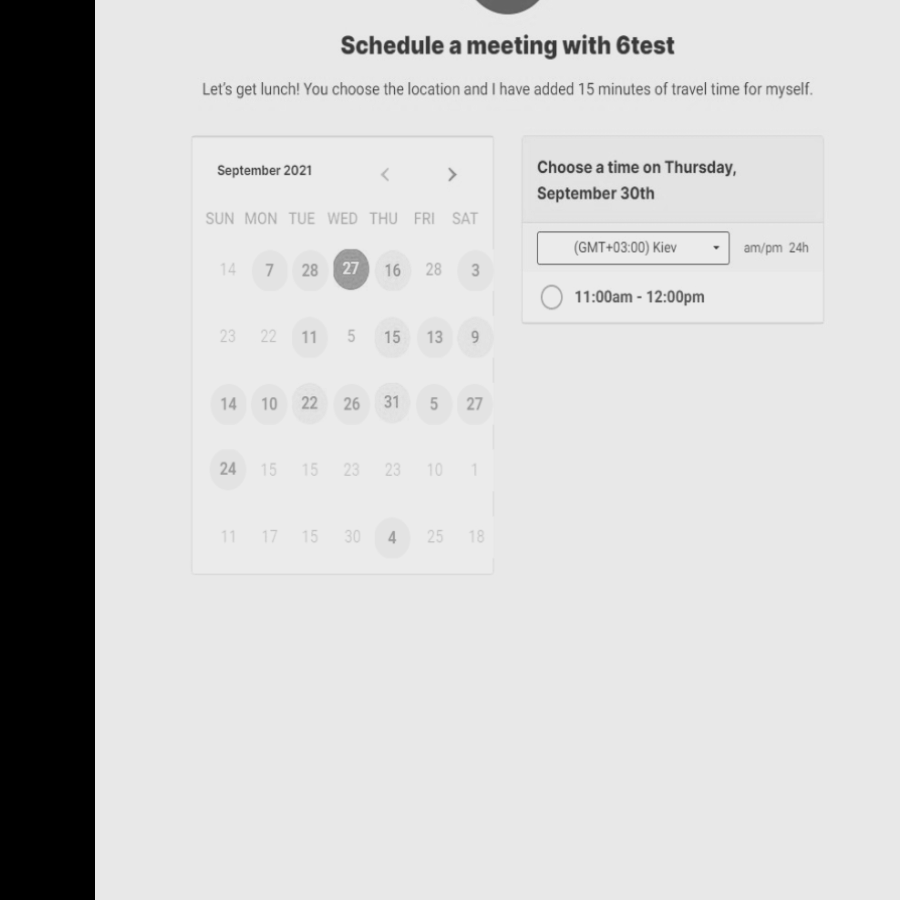 Schedule a meeting with 6test
Let's get lunch! You choose the location and I have added 15 minutes of travel time for myself.
September 2021
SUN MON TUE WED THU FRI SAT
14 7 28 27 16 28 3
23 22 11 5 15 13 9
14 10 22 26 31 5 27
24 15 15 23 23 10 1
11 17 15 30 4 25 18
Choose a time on Thursday,
September 30th
(GMT+03:00) Kiev am/pm 24h
11:00am - 12:00pm